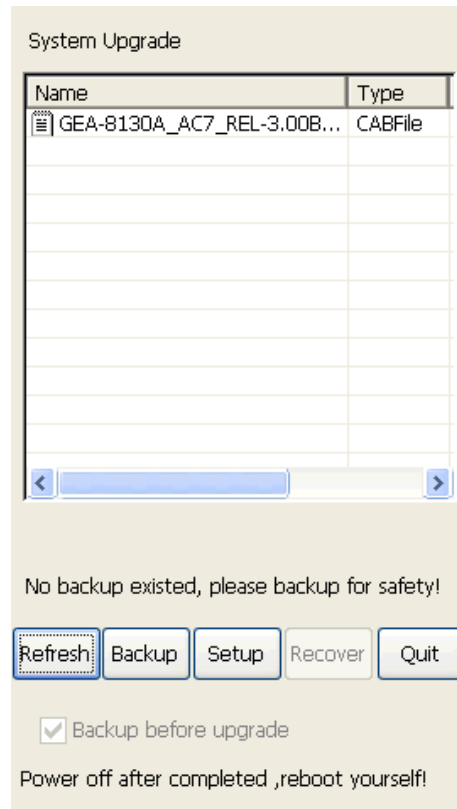 System Upgrade
Name Type
GEA-8130A_AC7_REL-3.00B... CABFile
No backup existed, please backup for safety!
Refresh Backup Setup Recover Quit
Backup before upgrade
Power off after completed ,reboot yourself!